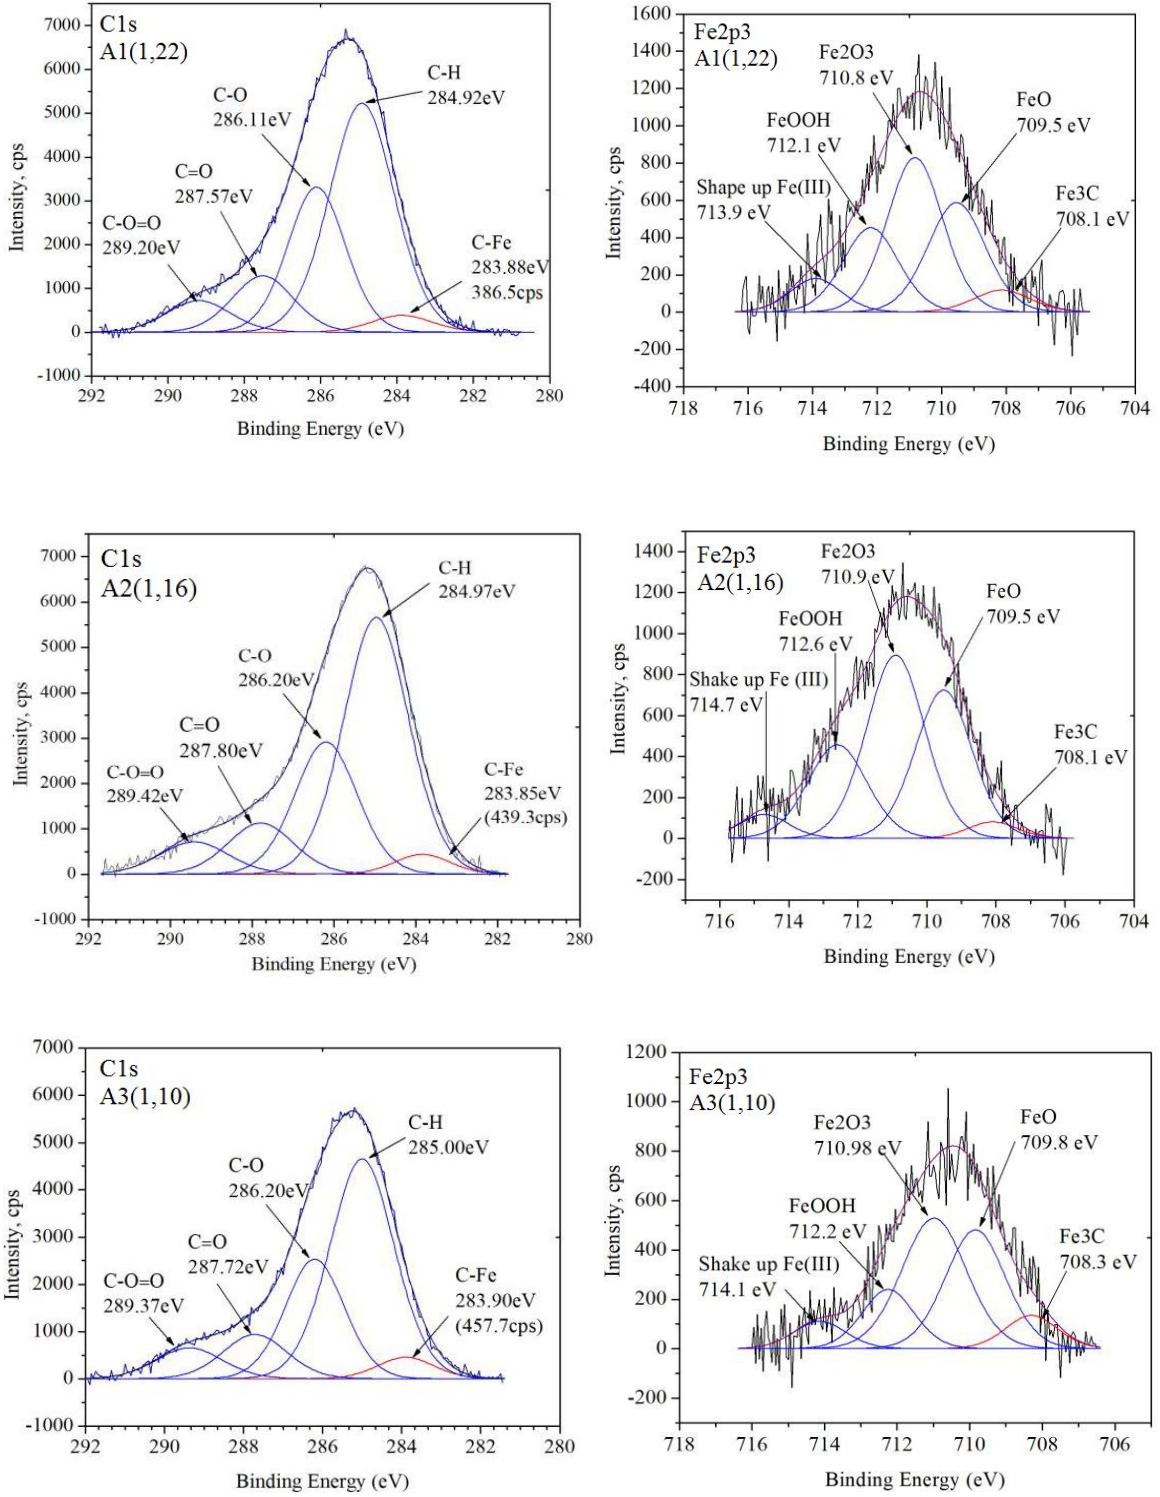 C1s
A1(1,22)
C-H
284.92eV
C-O
286.11eV
C=O
287.57eV
C-O=O
289.20eV
C-Fe
283.88eV
386.5cps
7000
6000
5000
4000
3000
2000
1000
0
-1000
Intensity, cps
292 290 288 286 284 282 280
Binding Energy (eV)
Fe2p3
A1(1,22)
Fe2O3
710.8 eV
FeO
709.5 eV
FeOOH
712.1 eV
Shape up Fe(III)
713.9 eV
Fe3C
708.1 eV
1600
1400
1200
1000
800
600
400
200
0
-200
-400
Intensity, cps
718 716 714 712 710 708 706 704
Binding Energy (eV)
C1s
A2(1,16)
C-H
284.97eV
C-O
286.20eV
C=O
287.80eV
C-O=O
289.42eV
C-Fe
283.85eV
(439.3cps)
7000
6000
5000
4000
3000
2000
1000
0
-1000
Intensity, cps
292 290 288 286 284 282 280
Binding Energy (eV)
Fe2p3
A2(1,16)
Fe2O3
710.9 eV
FeO
709.5 eV
FeOOH
712.6 eV
Shake up Fe (III)
714.7 eV
Fe3C
708.1 eV
1400
1200
1000
800
600
400
200
0
-200
Intensity, cps
716 714 712 710 708 706 704
Binding Energy (eV)
C1s
A3(1,10)
C-H
285.00eV
C-O
286.20eV
C=O
287.72eV
C-O=O
289.37eV
C-Fe
283.90eV
(457.7cps)
7000
6000
5000
4000
3000
2000
1000
0
-1000
Intensity, cps
292 290 288 286 284 282 280
Binding Energy (eV)
Fe2p3
A3(1,10)
Fe2O3
710.98 eV
FeO
709.8 eV
FeOOH
712.2 eV
Shake up Fe(III)
714.1 eV
Fe3C
708.3 eV
1200
1000
800
600
400
200
0
-200
Intensity, cps
718 716 714 712 710 708 706
Binding Energy (eV)